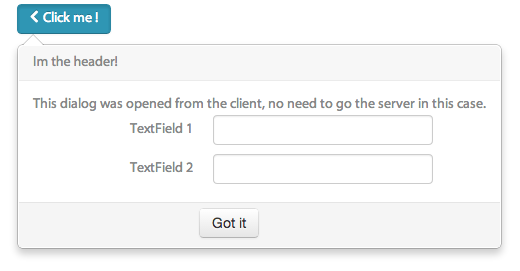 Click me !
Im the header!
This dialog was opened from the client, no need to go the server in this case.
TextField 1
TextField 2
Got it